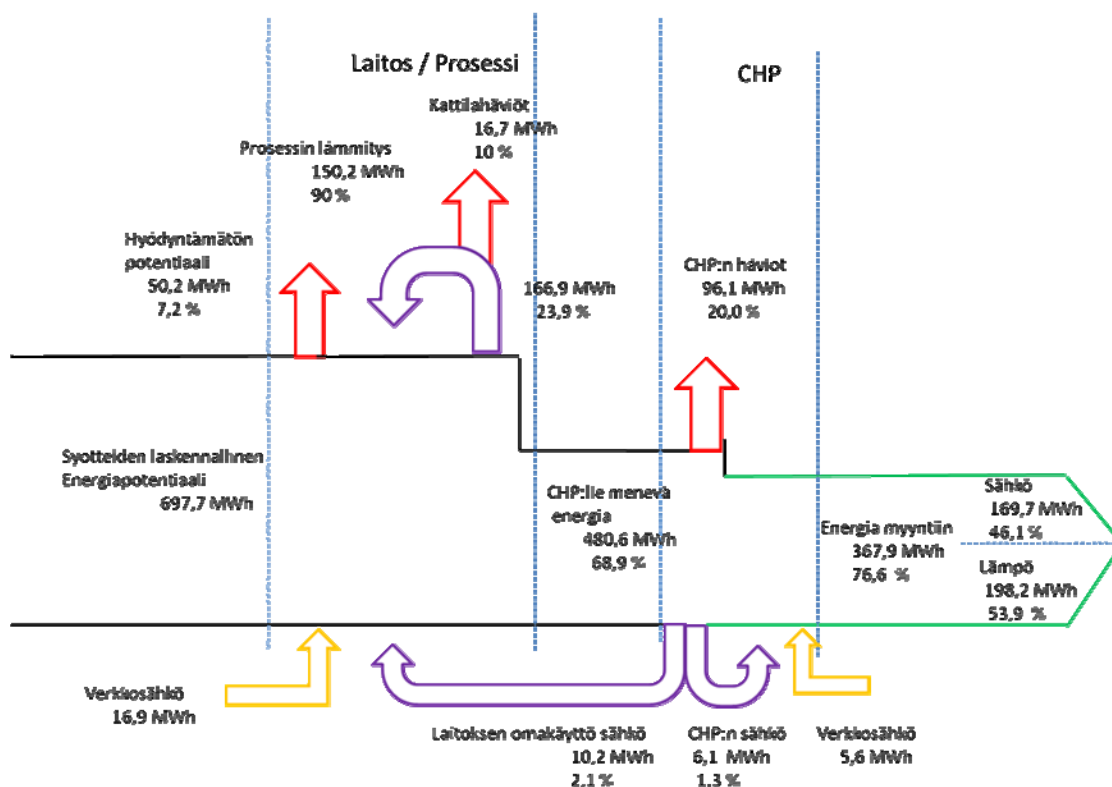 Laitos / Prosessi
CHP
Kattilahäviöt
16,7 MWh
10 %
Prosessin lämmitys
150,2 MWh
90 %
Hyödyntämätön
potentiaali
50,2 MWh
7,2 %
166,9 MWh
23,9 %
CHP:n häviöt
96,1 MWh
20,0 %
Syötteiden laskennallinen
Energiapotentiaali
697,7 MWh
CHP:lle menevä
energia
480,6 MWh
68,9 %
Energia myyntiin
367,9 MWh
76,6 %
Sähkö
169,7 MWh
46,1 %
Lämpö
198,2 MWh
53,9 %
Verkkosähkö
16,9 MWh
Laitoksen omakäyttö sähkö
10,2 MWh
2,1 %
CHP:n sähkö
6,1 MWh
1,3 %
Verkkosähkö
5,6 MWh